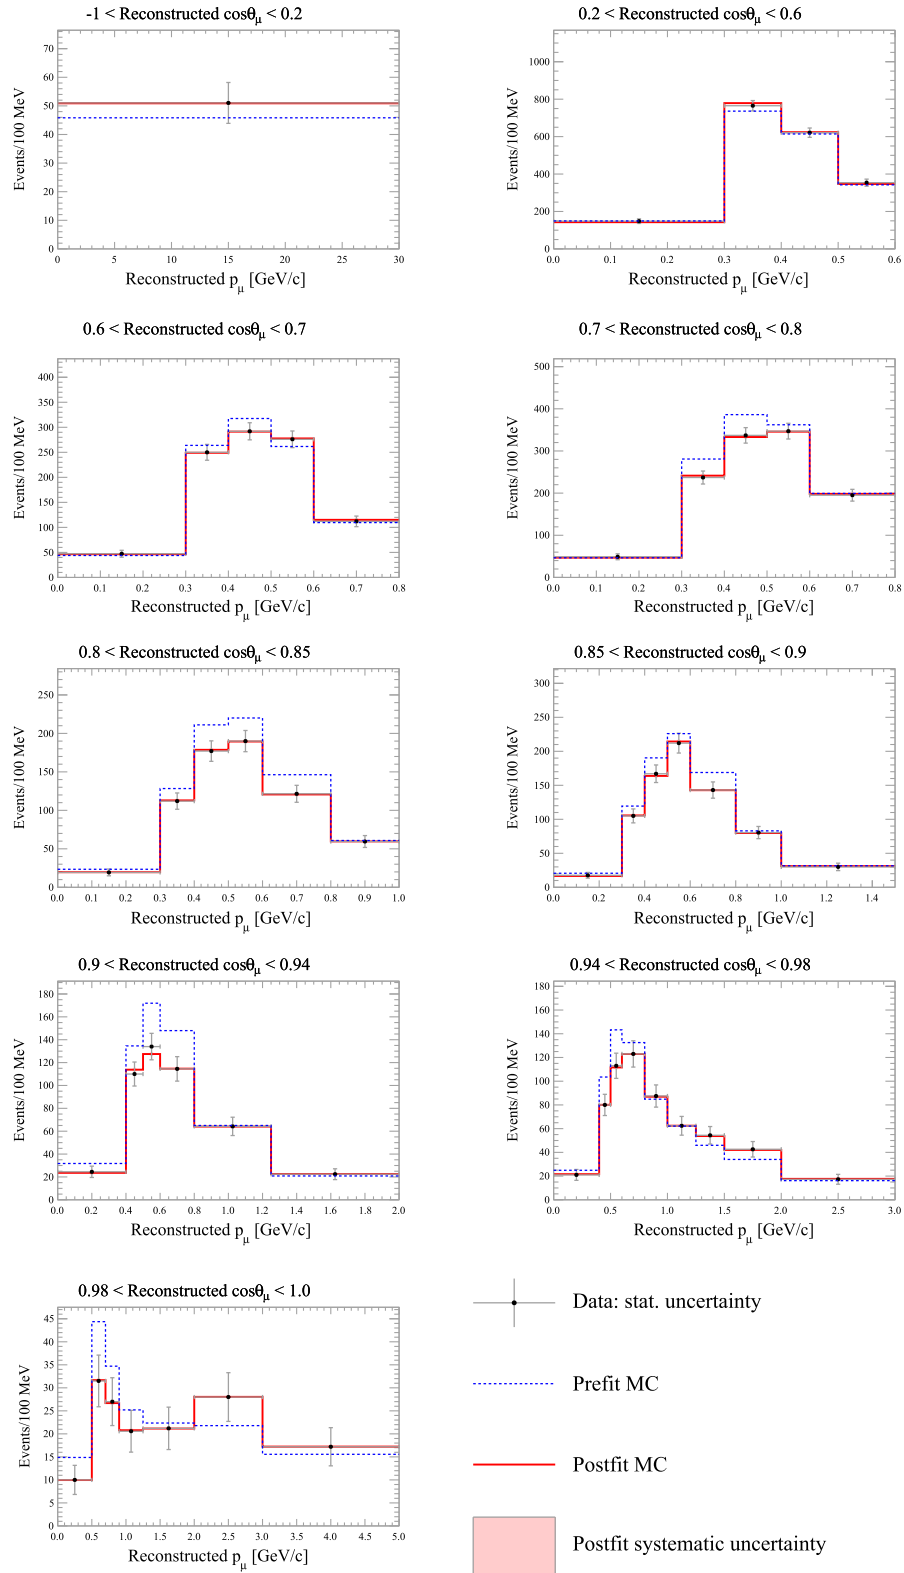 -1 < Reconstructed cosθμ < 0.2
Events/100 MeV
70
60
50
40
30
20
10
0
0 5 10 15 20 25 30
Reconstructed pμ [GeV/c]
0.2 < Reconstructed cosθμ < 0.6
Events/100 MeV
1000
800
600
400
200
0
0.0 0.1 0.2 0.3 0.4 0.5 0.6
Reconstructed pμ [GeV/c]
0.6 < Reconstructed cosθμ < 0.7
Events/100 MeV
400
350
300
250
200
150
100
50
0
0.0 0.1 0.2 0.3 0.4 0.5 0.6 0.7 0.8
Reconstructed pμ [GeV/c]
0.7 < Reconstructed cosθμ < 0.8
Events/100 MeV
500
400
300
200
100
0
0.0 0.1 0.2 0.3 0.4 0.5 0.6 0.7 0.8
Reconstructed pμ [GeV/c]
0.8 < Reconstructed cosθμ < 0.85
Events/100 MeV
250
200
150
100
50
0
0.0 0.1 0.2 0.3 0.4 0.5 0.6 0.7 0.8 0.9 1.0
Reconstructed pμ [GeV/c]
0.85 < Reconstructed cosθμ < 0.9
Events/100 MeV
300
250
200
150
100
50
0
0.0 0.2 0.4 0.6 0.8 1.0 1.2 1.4
Reconstructed pμ [GeV/c]
0.9 < Reconstructed cosθμ < 0.94
Events/100 MeV
180
160
140
120
100
80
60
40
20
0
0.0 0.2 0.4 0.6 0.8 1.0 1.2 1.4 1.6 1.8 2.0
Reconstructed pμ [GeV/c]
0.94 < Reconstructed cosθμ < 0.98
Events/100 MeV
180
160
140
120
100
80
60
40
20
0
0.0 0.5 1.0 1.5 2.0 2.5 3.0
Reconstructed pμ [GeV/c]
0.98 < Reconstructed cosθμ < 1.0
Events/100 MeV
45
40
35
30
25
20
15
10
5
0
0.0 0.5 1.0 1.5 2.0 2.5 3.0 3.5 4.0 4.5 5.0
Reconstructed pμ [GeV/c]
Data: stat. uncertainty
Prefit MC
Postfit MC
Postfit systematic uncertainty